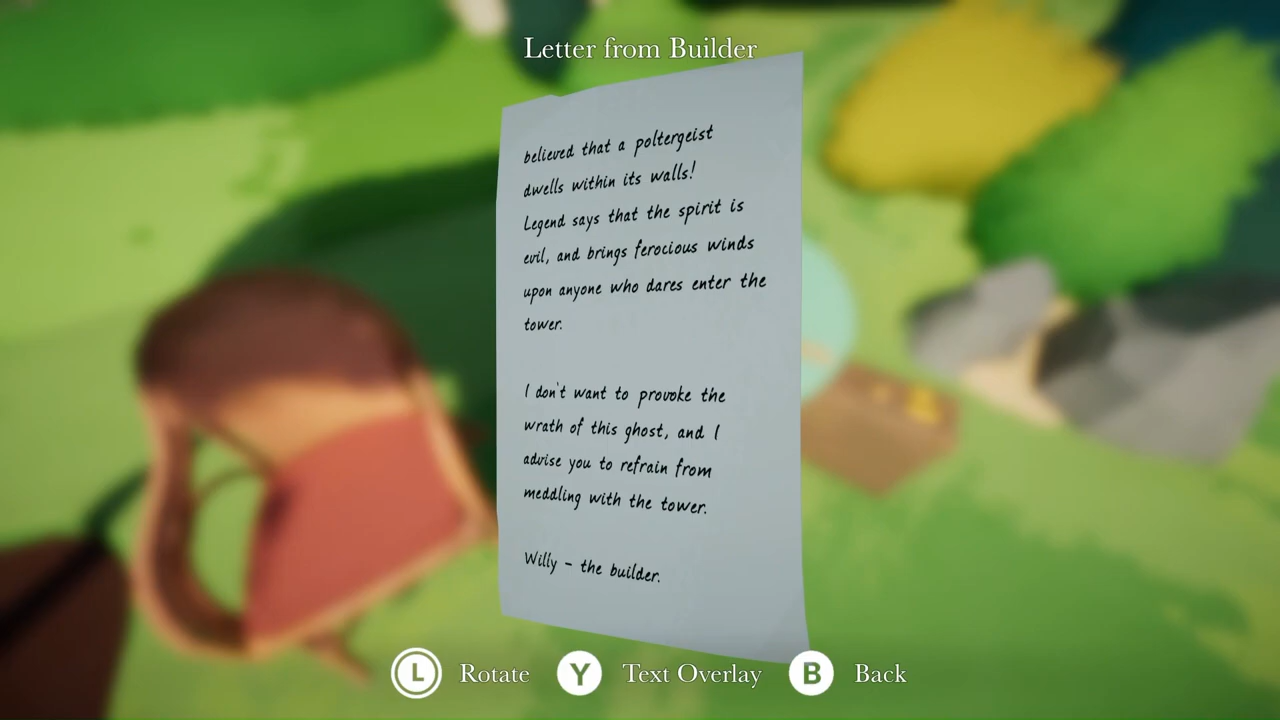 Letter from Builder
believed that a poltergeist
dwells within its walls!
Legend says that the spirit is
evil, and brings ferocious winds
upon anyone who dares enter the
tower.
I don't want to provoke the
wrath of this ghost, and I
advise you to refrain from
meddling with the tower.
Willy - the builder.
L Rotate Y Text Overlay B Back